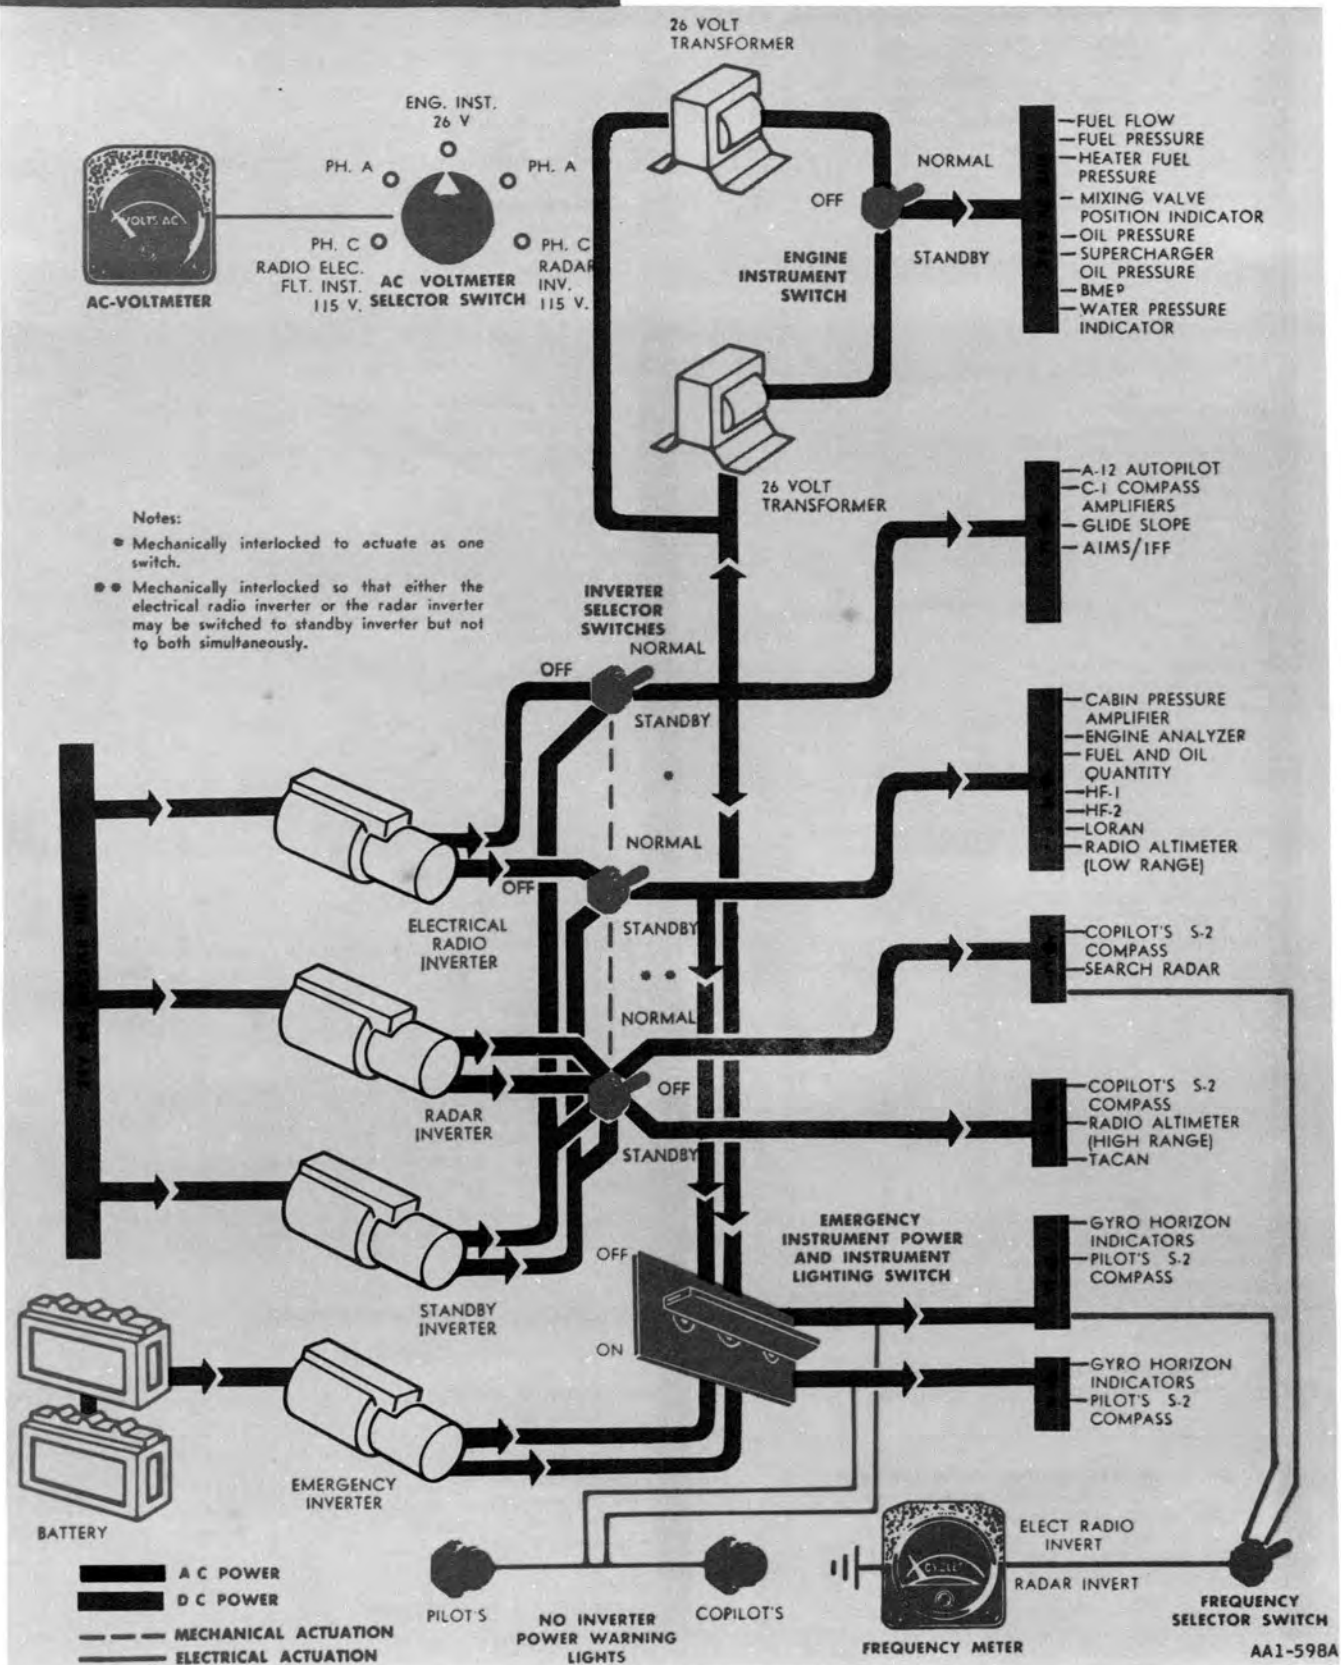 26 VOLT
TRANSFORMER
ENG. INST.
26 V
PH. A
PH. A
PH. C
RADIO ELEC.
FLT. INST.
115 V.
PH. C
RADAR
INV.
115 V.
VOLTS AC
AC-VOLTMETER
AC VOLTMETER
SELECTOR SWITCH
NORMAL
OFF
STANDBY
ENGINE
INSTRUMENT
SWITCH
FUEL FLOW
FUEL PRESSURE
HEATER FUEL
PRESSURE
MIXING VALVE
POSITION INDICATOR
OIL PRESSURE
SUPERCHARGER
OIL PRESSURE
BMEP
WATER PRESSURE
INDICATOR
26 VOLT
TRANSFORMER
A-12 AUTOPILOT
C-1 COMPASS
AMPLIFIERS
GLIDE SLOPE
AIMS/IFF
Notes:
• Mechanically interlocked to actuate as one
switch.
•• Mechanically interlocked so that either the
electrical radio inverter or the radar inverter
may be switched to standby inverter but not
to both simultaneously.
INVERTER
SELECTOR
SWITCHES
NORMAL
OFF
STANDBY
•
NORMAL
OFF
STANDBY
••
NORMAL
OFF
STANDBY
CABIN PRESSURE
AMPLIFIER
ENGINE ANALYZER
FUEL AND OIL
QUANTITY
HF-1
HF-2
LORAN
RADIO ALTIMETER
(LOW RANGE)
ELECTRICAL
RADIO
INVERTER
COPILOT'S S-2
COMPASS
SEARCH RADAR
RADAR
INVERTER
COPILOT'S S-2
COMPASS
RADIO ALTIMETER
(HIGH RANGE)
TACAN
STANDBY
INVERTER
EMERGENCY
INSTRUMENT POWER
AND INSTRUMENT
LIGHTING SWITCH
OFF
ON
GYRO HORIZON
INDICATORS
PILOT'S S-2
COMPASS
GYRO HORIZON
INDICATORS
PILOT'S S-2
COMPASS
EMERGENCY
INVERTER
BATTERY
A C POWER
D C POWER
MECHANICAL ACTUATION
ELECTRICAL ACTUATION
PILOT'S
NO INVERTER
POWER WARNING
LIGHTS
COPILOT'S
FREQUENCY METER
ELECT RADIO
INVERT
RADAR INVERT
FREQUENCY
SELECTOR SWITCH
AA1-598A